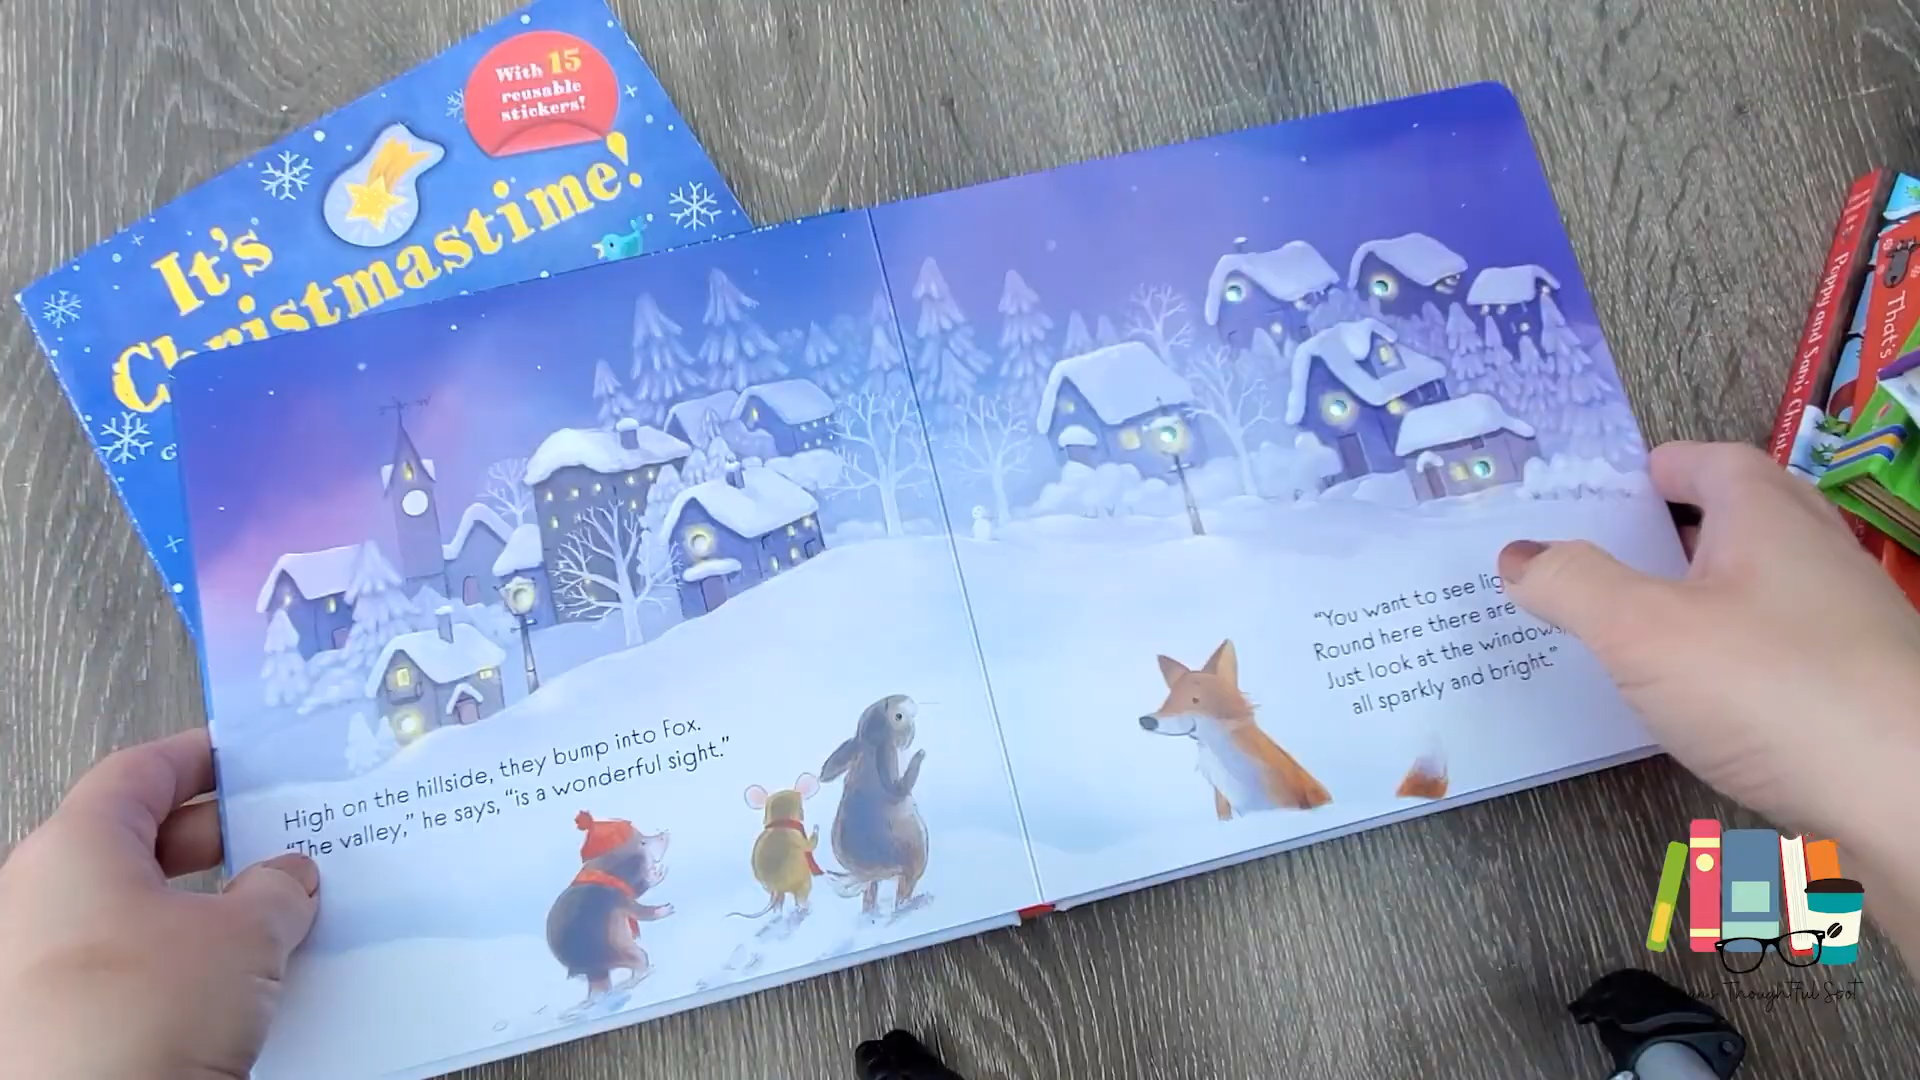 With 15
reusable
stickers!
It's
Christmastime!
High on the hillside, they bump into Fox.
"The valley," he says, "is a wonderful sight."
"You want to see
Round here there are
Just look at the windows,
all sparkly and bright."
Poppy and Sam's
That's
Thoughtful Spot